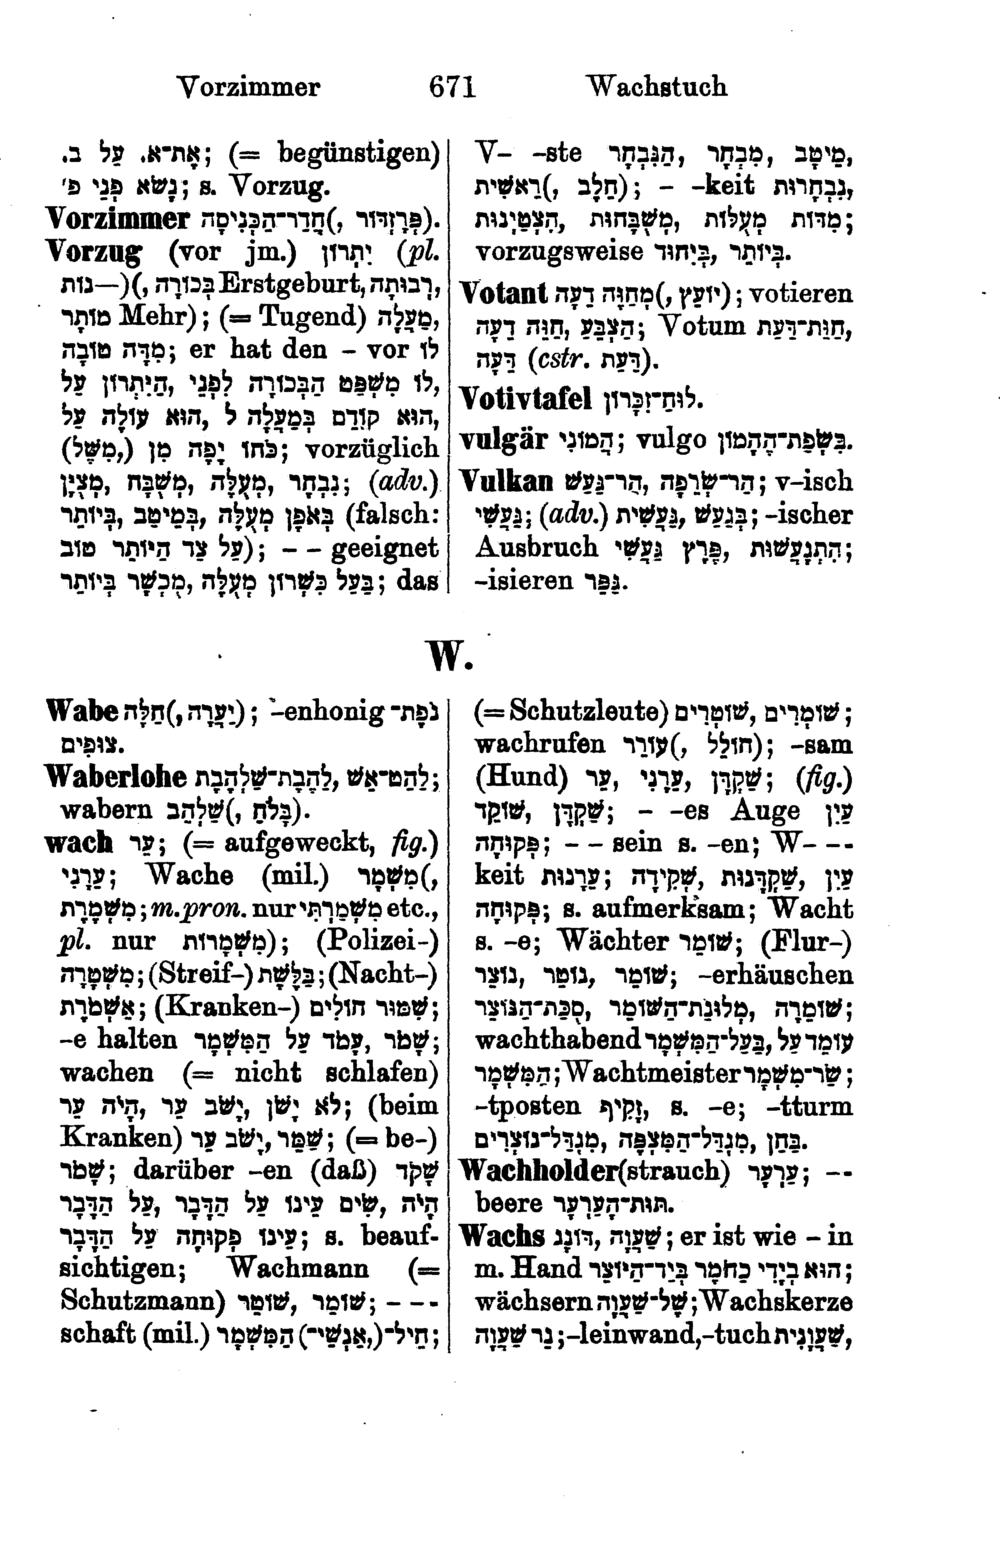 Vorzimmer 671 Wachstuch
אֶת־א. עַל ב.; (= begünstigen)
נָשָׂא פְנֵי פ׳; s. Vorzug.
Vorzimmer חֲדַר־הַכְּנִיסָה (, פְּרוֹזְדּוֹר).
Vorzug (vor jm.) יִתְרוֹן (pl.
—נוֹת) (, בְּכוֹרָה Erstgeburt, רְבוּתָה,
מוֹתָר Mehr); (= Tugend) מַעֲלָה,
מִדָּה טוֹבָה; er hat den – vor לוֹ
לוֹ מִשְׁפַּט הַבְּכוֹרָה לְפָנַי, הַיִּתְרוֹן עַל,
הוּא קוֹדֵם בְּמַעֲלָה לְ, הוּא עוֹלֶה עַל,
(מָשָׁל,) כֹּחוֹ יָפֶה מִן; vorzüglich
נִבְחָר, מְעֻלֶּה, מְשֻׁבָּח, מְצֻיָּן; (adv.)
בְּאֹפֶן מְעֻלֶּה, בְּמֵיטַב, בְּיוֹתֵר (falsch:
עַל צַד הַיּוֹתֵר טוֹב); – – geeignet
בַּעַל כִּשְׁרוֹן מְעֻלֶּה, מֻכְשָׁר בְּיוֹתֵר; das
V– –ste מֵיטָב, מִבְחָר, הַנִּבְחָר,
רֵאשִׁית (, חֵלֶב); – –keit נִבְחָרוּת,
מִדּוֹת מְעֻלּוֹת, מְשֻׁבָּחוּת, הִצְטַיְּנוּת;
vorzugsweise בְּיִחוּד, בְּיוֹתֵר.
Votant מְחַוֵּה דֵעָה (, יוֹעֵץ); votieren
הַצְבַּע, חַוֵּה דֵעָה; Votum חַוַּת־דַּעַת,
דֵּעָה (cstr. דַּעַת).
Votivtafel לוּחַ־זִכָּרוֹן.
vulgär הֲמוֹנִי; vulgo בִּשְׂפַת־הֶהָמוֹן.
Vulkan הַר־גַּעַשׁ, הַר־שְׂרֵפָה; v–isch
גַּעֲשִׁי; (adv.) בְּגַעַשׁ, גַּעֲשִׁית; –ischer
Ausbruch פֶּרֶץ גַּעֲשִׁי, הִתְגָּעֲשׁוּת;
–isieren גַּפֵּר.
W.
Wabe חַלָּה (, יַעֲרָה); –enhonig נֹפֶת־
צוּפִים.
Waberlohe לַהַט־אֵשׁ, לֶהָבַת־שַׁלְהֶבֶת;
wabern שַׁלְהֵב (, בָּלֹחַ).
wach עֵר; (= aufgeweckt, fig.)
עֵרָנִי; Wache (mil.) מִשְׁמָר (,
מִשְׁמֶרֶת; m. pron. nur מִשְׁמַרְתִּי etc.,
pl. nur מִשְׁמָרוֹת); (Polizei–)
מִשְׁטָרָה; (Streif–) בַּלֶּשֶׁת; (Nacht–)
אַשְׁמֹרֶת; (Kranken–) שִׁמּוּר חוֹלִים;
–e halten שָׁמֹר, עָמֹד עַל הַמִּשְׁמָר;
wachen (= nicht schlafen)
לֹא יָשֹׁן, יָשֹׁב עֵר, הָיֹה עֵר; (beim
Kranken) שַׁמֵּר, יָשֹׁב עֵר; (= be–)
שָׁמֹר; darüber –en (daß) שָׁקֹד
הָיֹה, שִׂים עֵינוֹ עַל הַדָּבָר, עַל הַדָּבָר
עֵינוֹ פְקוּחָה עַל הַדָּבָר; s. beauf-
sichtigen; Wachmann (=
Schutzmann) שׁוֹמֵר, שׁוֹטֵר; – – –
schaft (mil.) חֵיל־(, אַנְשֵׁי־) הַמִּשְׁמָר;
(= Schutzleute) שׁוֹמְרִים, שׁוֹטְרִים;
wachrufen עוֹרֵר (, חוֹלֵל); –sam
(Hund) עֵר, עֵרָנִי, שַׁקְדָן; (fig.)
שַׁקְדָן, שׁוֹקֵד; – –es Auge עַיִן
פְּקוּחָה; – – sein s. –en; W– – –
keit עֵרָנוּת; שַׁקְדָנוּת, שְׁקִידָה, עַיִן
פְּקוּחָה; s. aufmerksam; Wacht
s. –e; Wächter שׁוֹמֵר; (Flur–)
שׁוֹמֵר, נוֹטֵר, נוֹצֵר; –erhäuschen
שׁוֹמֵרָה, מְלוּנַת־הַשּׁוֹמֵר, סֻכַּת־הַנּוֹצֵר;
wachthabend עוֹמֵד עַל, בַּעַל־הַמִּשְׁמָר
הַמִּשְׁמָר; Wachtmeister שַׂר־מִשְׁמָר;
–tposten זָקִיף, s. –e; –tturm
בַּחַן, מִגְדַּל־הַמִּצְפֶּה, מִגְדַּל־נוֹצְרִים.
Wachholder(strauch) עַרְעָר; – –
beere תּוּת־הָעַרְעָר.
Wachs שַׁעֲוָה, דּוֹנַג; er ist wie – in
m. Hand הוּא בְיָדִי כַּחֹמֶר בְּיַד־הַיּוֹצֵר;
wächsern שֶׁל־שַׁעֲוָה; Wachskerze
נֵר שַׁעֲוָה; –leinwand, –tuch שַׁעֲוָנִית,